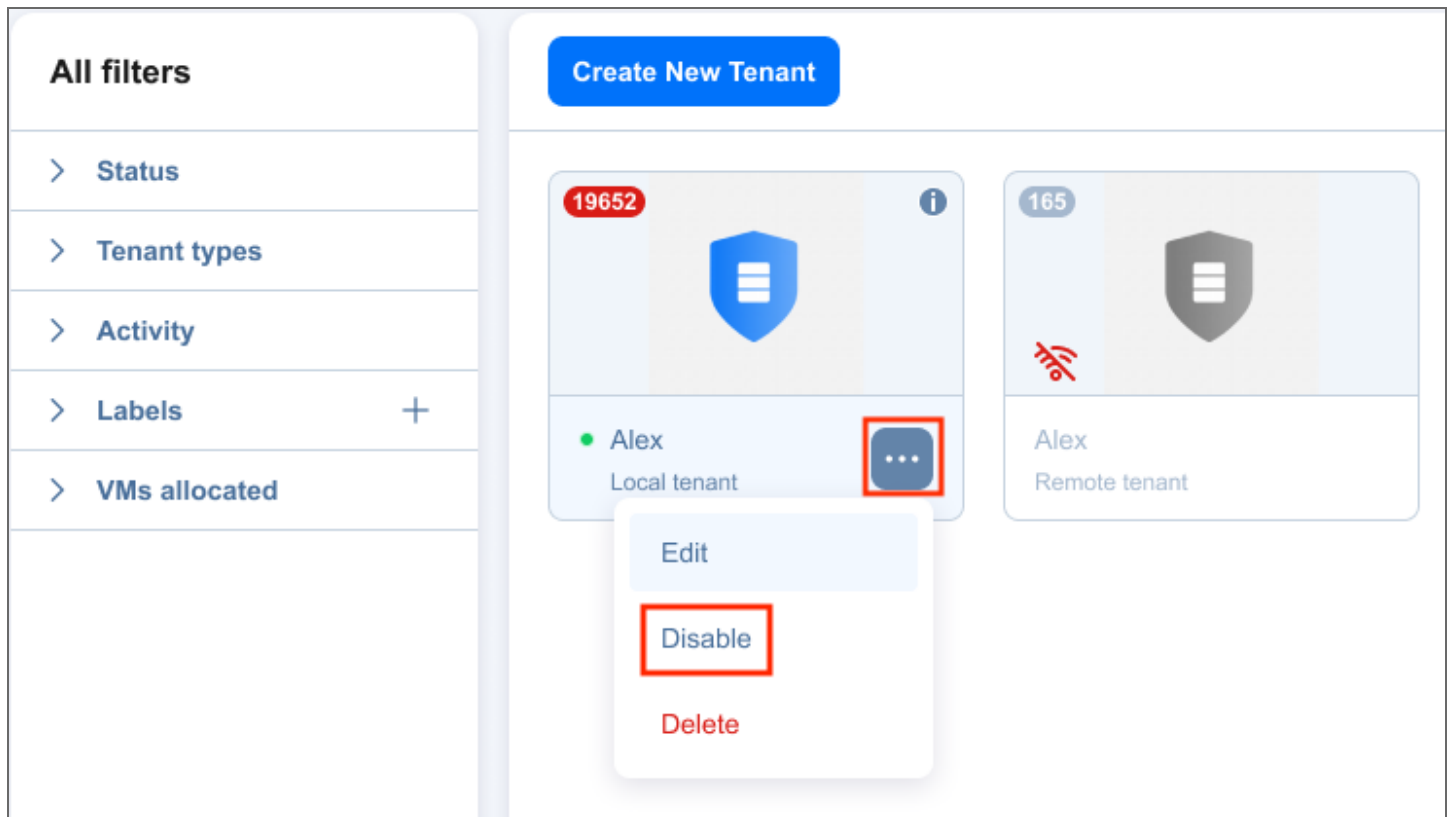 All filters
Status
Tenant types
Activity
Labels
VMs allocated
Create New Tenant
19652
Alex
Local tenant
Edit
Disable
Delete
165
Alex
Remote tenant